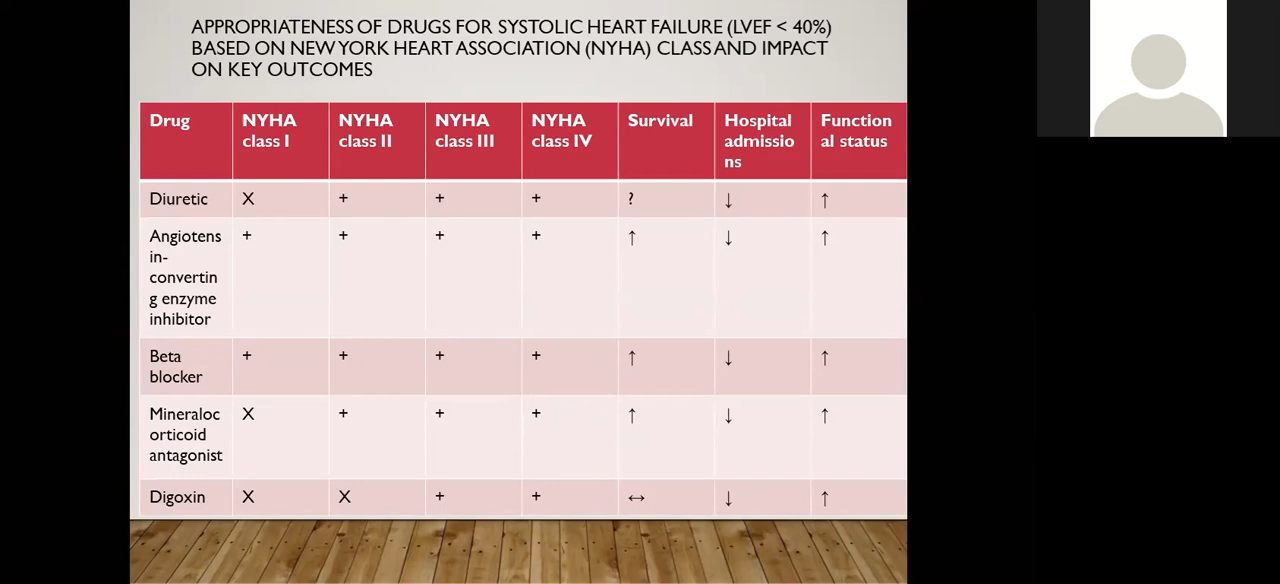 APPROPRIATENESS OF DRUGS FOR SYSTOLIC HEART FAILURE (LVEF < 40%)
BASED ON NEW YORK HEART ASSOCIATION (NYHA) CLASS AND IMPACT
ON KEY OUTCOMES
Drug
NYHA
class I
NYHA
class II
NYHA
class III
NYHA
class IV
Survival
Hospital
admissio
ns
Function
al status
Diuretic X + + + ? ↓ ↑
Angiotens
in-
convertin
g enzyme
inhibitor
+ + + + ↑ ↓ ↑
Beta
blocker
+ + + + ↑ ↓ ↑
Mineraloc
orticoid
antagonist
X + + + ↑ ↓ ↑
Digoxin X X + + ↔ ↓ ↑